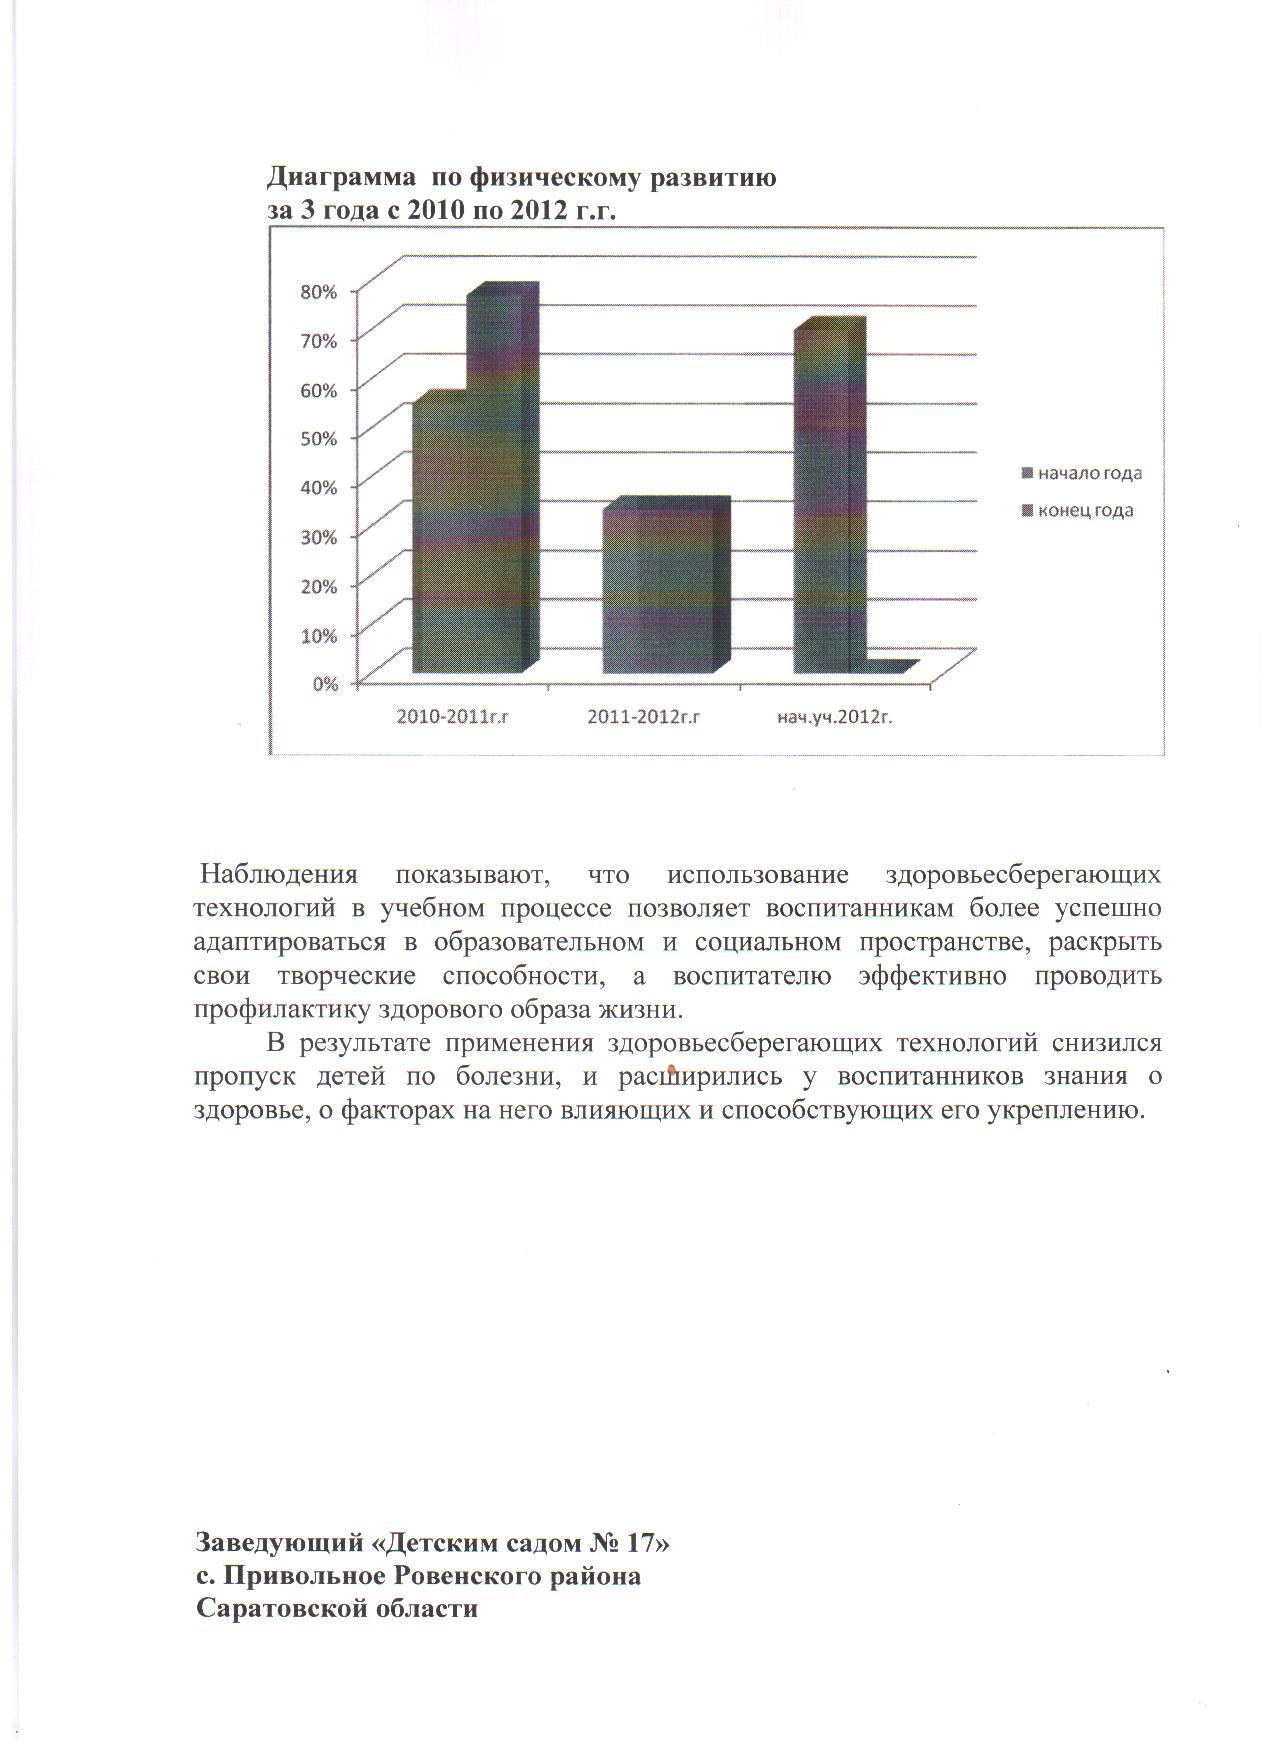 Диаграмма по физическому развитию
за 3 года с 2010 по 2012 г.г.
80%
70%
60%
50%
40%
30%
20%
10%
0%
2010-2011г.г
2011-2012г.г
нач.уч.2012г.
начало года
конец года
Наблюдения показывают, что использование здоровьесберегающих
технологий в учебном процессе позволяет воспитанникам более успешно
адаптироваться в образовательном и социальном пространстве, раскрыть
свои творческие способности, а воспитателю эффективно проводить
профилактику здорового образа жизни.
В результате применения здоровьесберегающих технологий снизился
пропуск детей по болезни, и расширились у воспитанников знания о
здоровье, о факторах на него влияющих и способствующих его укреплению.
Заведующий «Детским садом № 17»
с. Привольное Ровенского района
Саратовской области